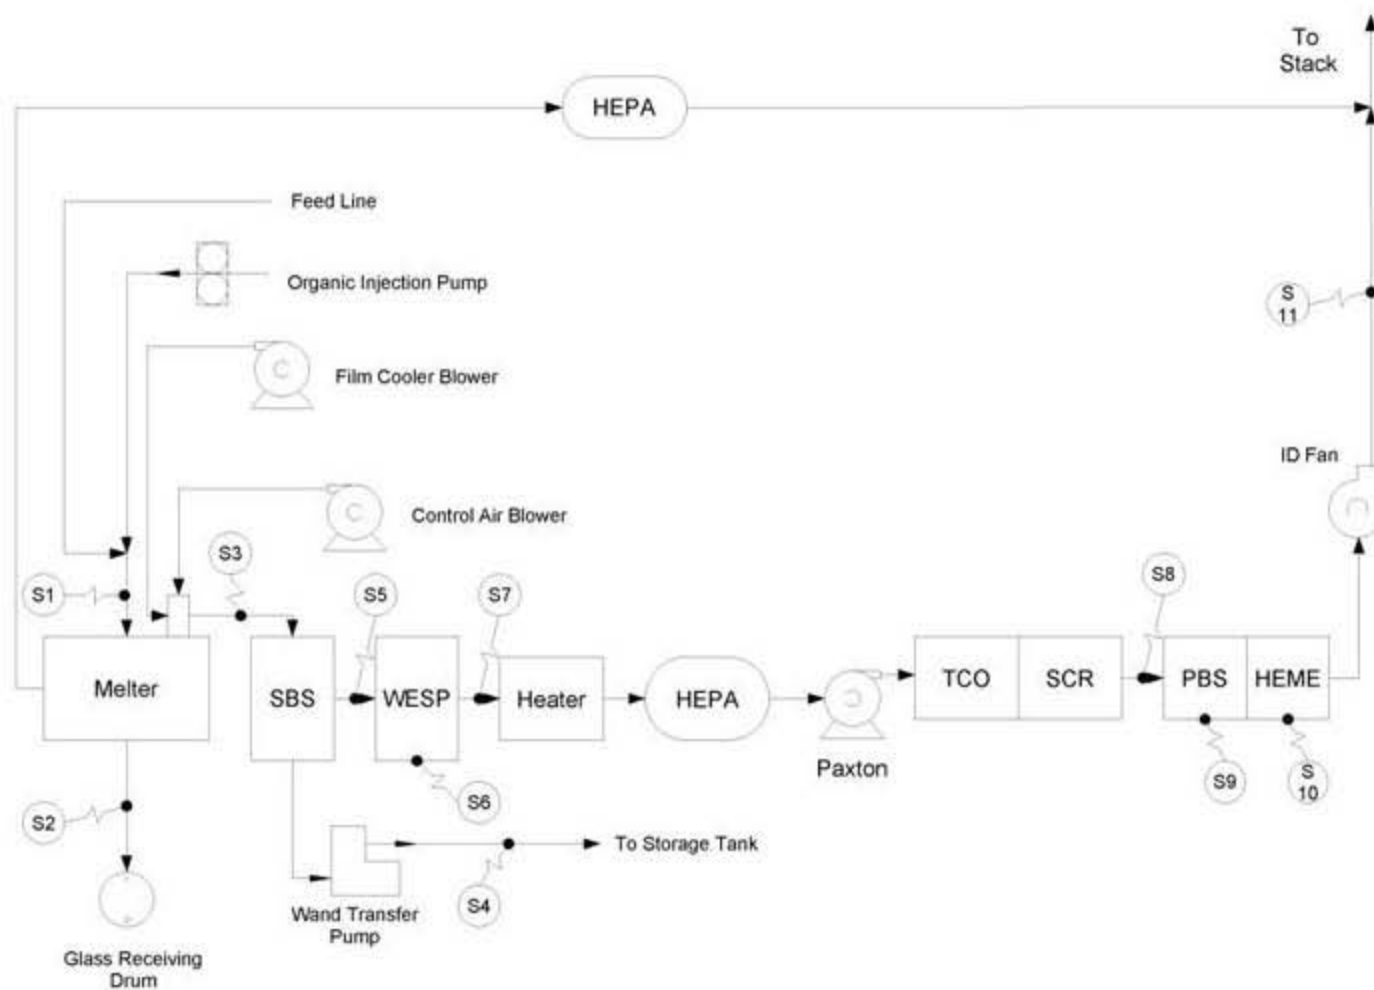 To
Stack
HEPA
Feed Line
Organic Injection Pump
S
11
Film Cooler Blower
ID Fan
Control Air Blower
S3
S8
S1
S5
S7
Melter
SBS
WESP
Heater
HEPA
TCO
SCR
PBS
HEME
Paxton
S9
S
10
S6
S2
To Storage Tank
S4
Wand Transfer
Pump
Glass Receiving
Drum